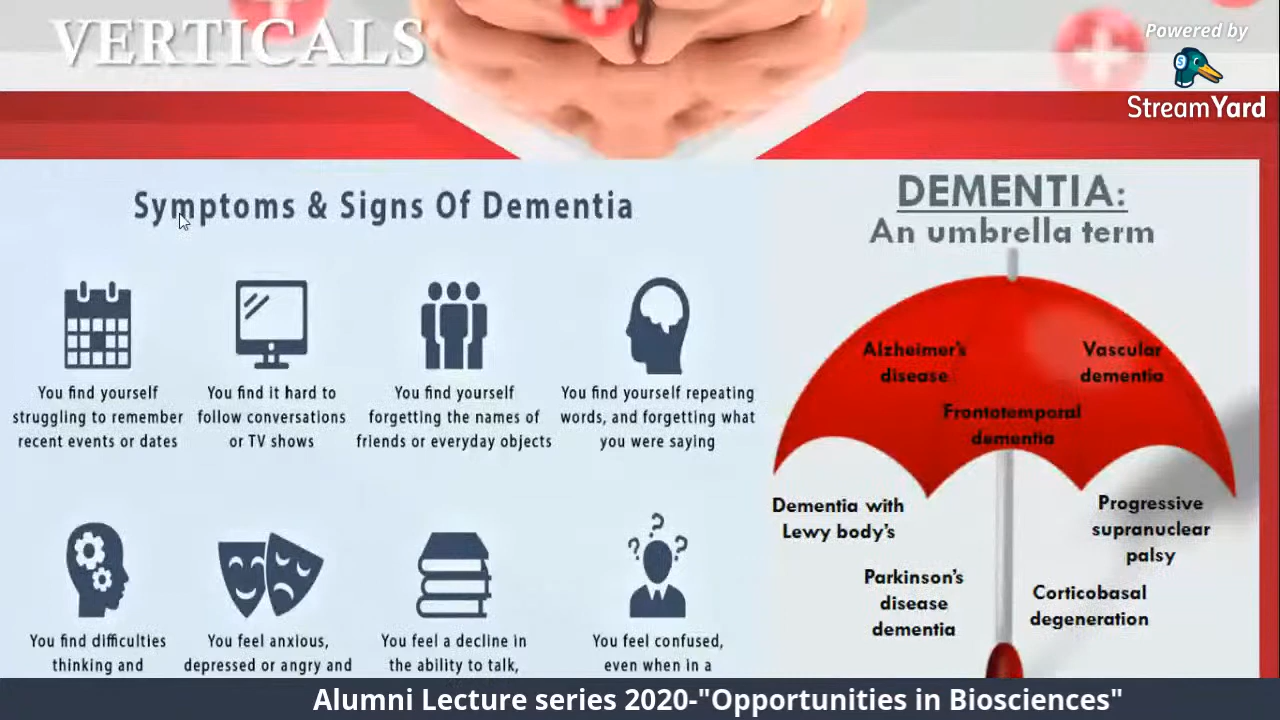 VERTICALS
Powered by
S
StreamYard
Symptoms & Signs Of Dementia
You find yourself
struggling to remember
recent events or dates
You find it hard to
follow conversations
or TV shows
You find yourself
forgetting the names of
friends or everyday objects
You find yourself repeating
words, and forgetting what
you were saying
You find difficulties
thinking and
You feel anxious,
depressed or angry and
You feel a decline in
the ability to talk,
You feel confused,
even when in a
DEMENTIA:
An umbrella term
Alzheimer's
disease
Vascular
dementia
Frontotemporal
dementia
Dementia with
Lewy body's
Progressive
supranuclear
palsy
Parkinson's
disease
dementia
Corticobasal
degeneration
Alumni Lecture series 2020-"Opportunities in Biosciences"